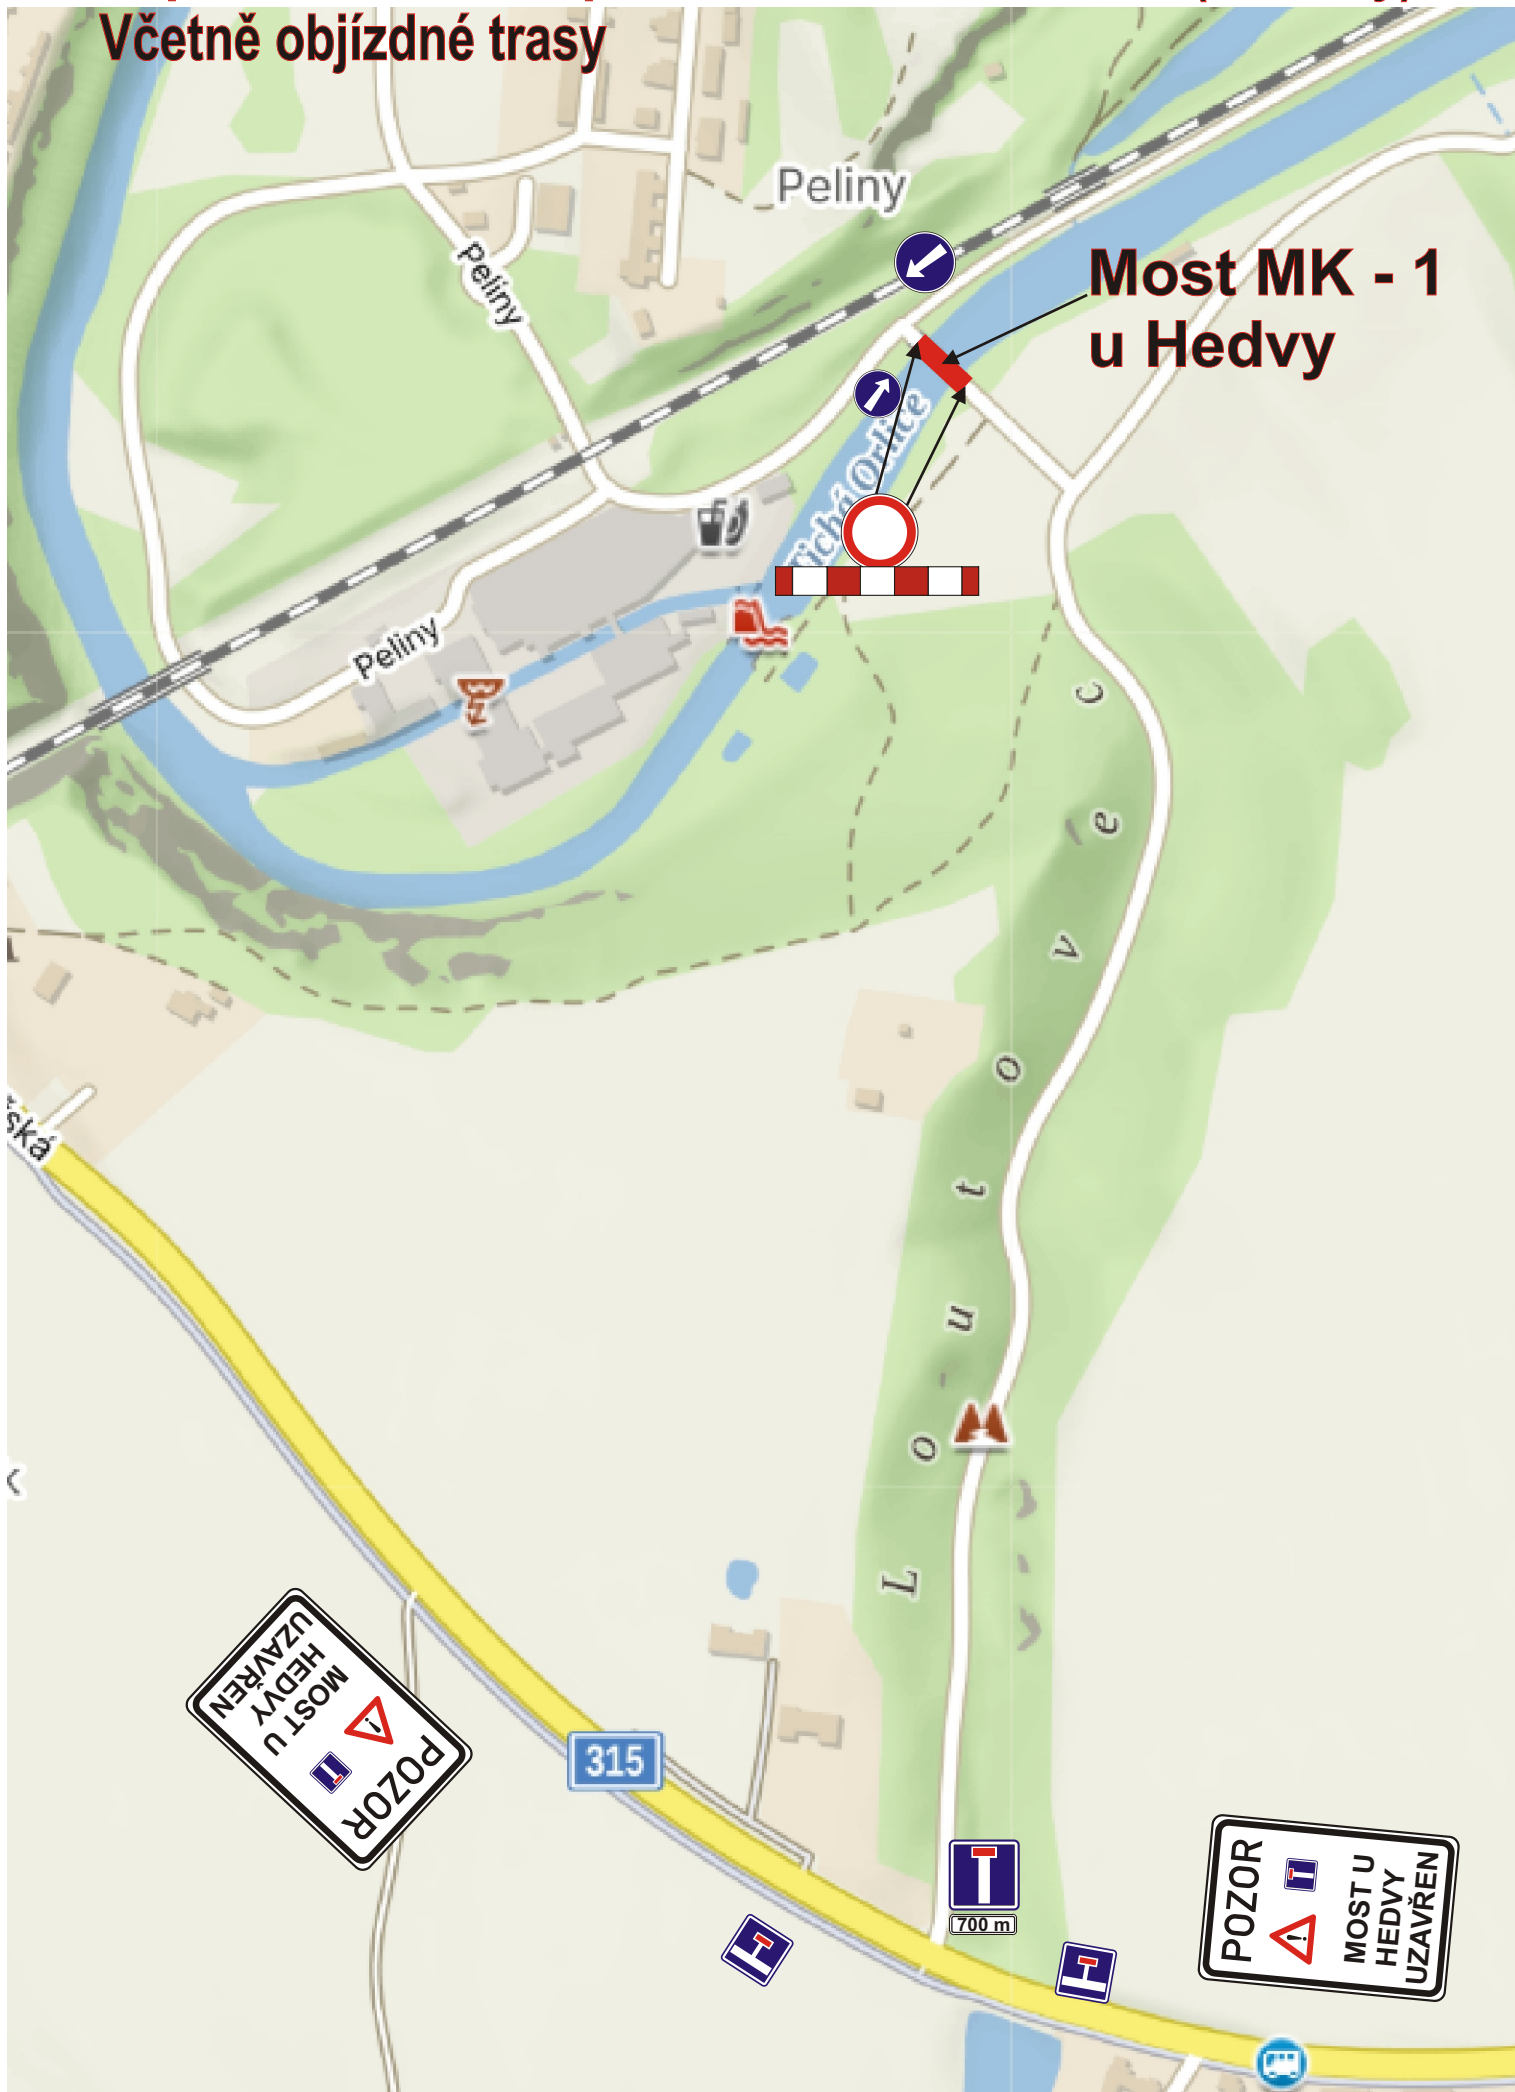 Včetně objízdné trasy
Peliny
Peliny
Most MK - 1
u Hedvy
Tichá Orlice
Peliny
L o u t o v é c
315
POZOR
MOST U
HEDVY
UZAVŘEN
700 m
POZOR
MOST U
HEDVY
UZAVŘEN